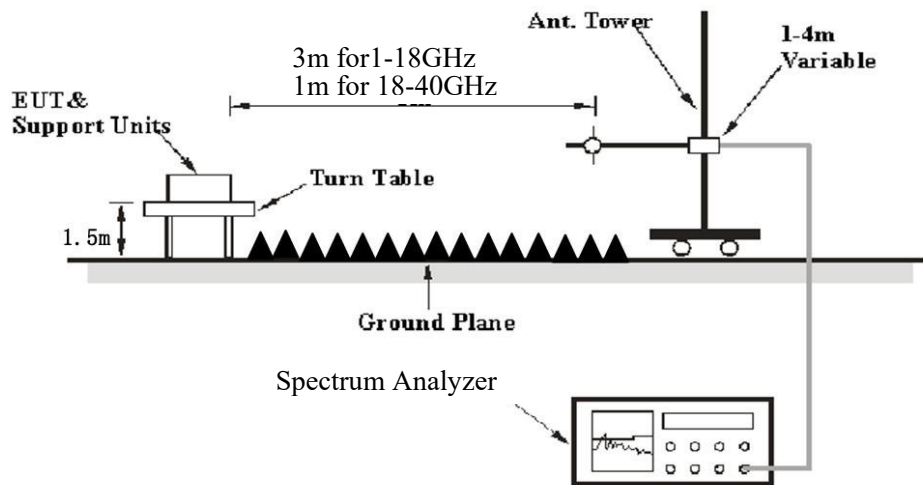 Ant. Tower
1-4m
Variable
3m for1-18GHz
1m for 18-40GHz
EUT&
Support Units
Turn Table
1.5m
Ground Plane
Spectrum Analyzer